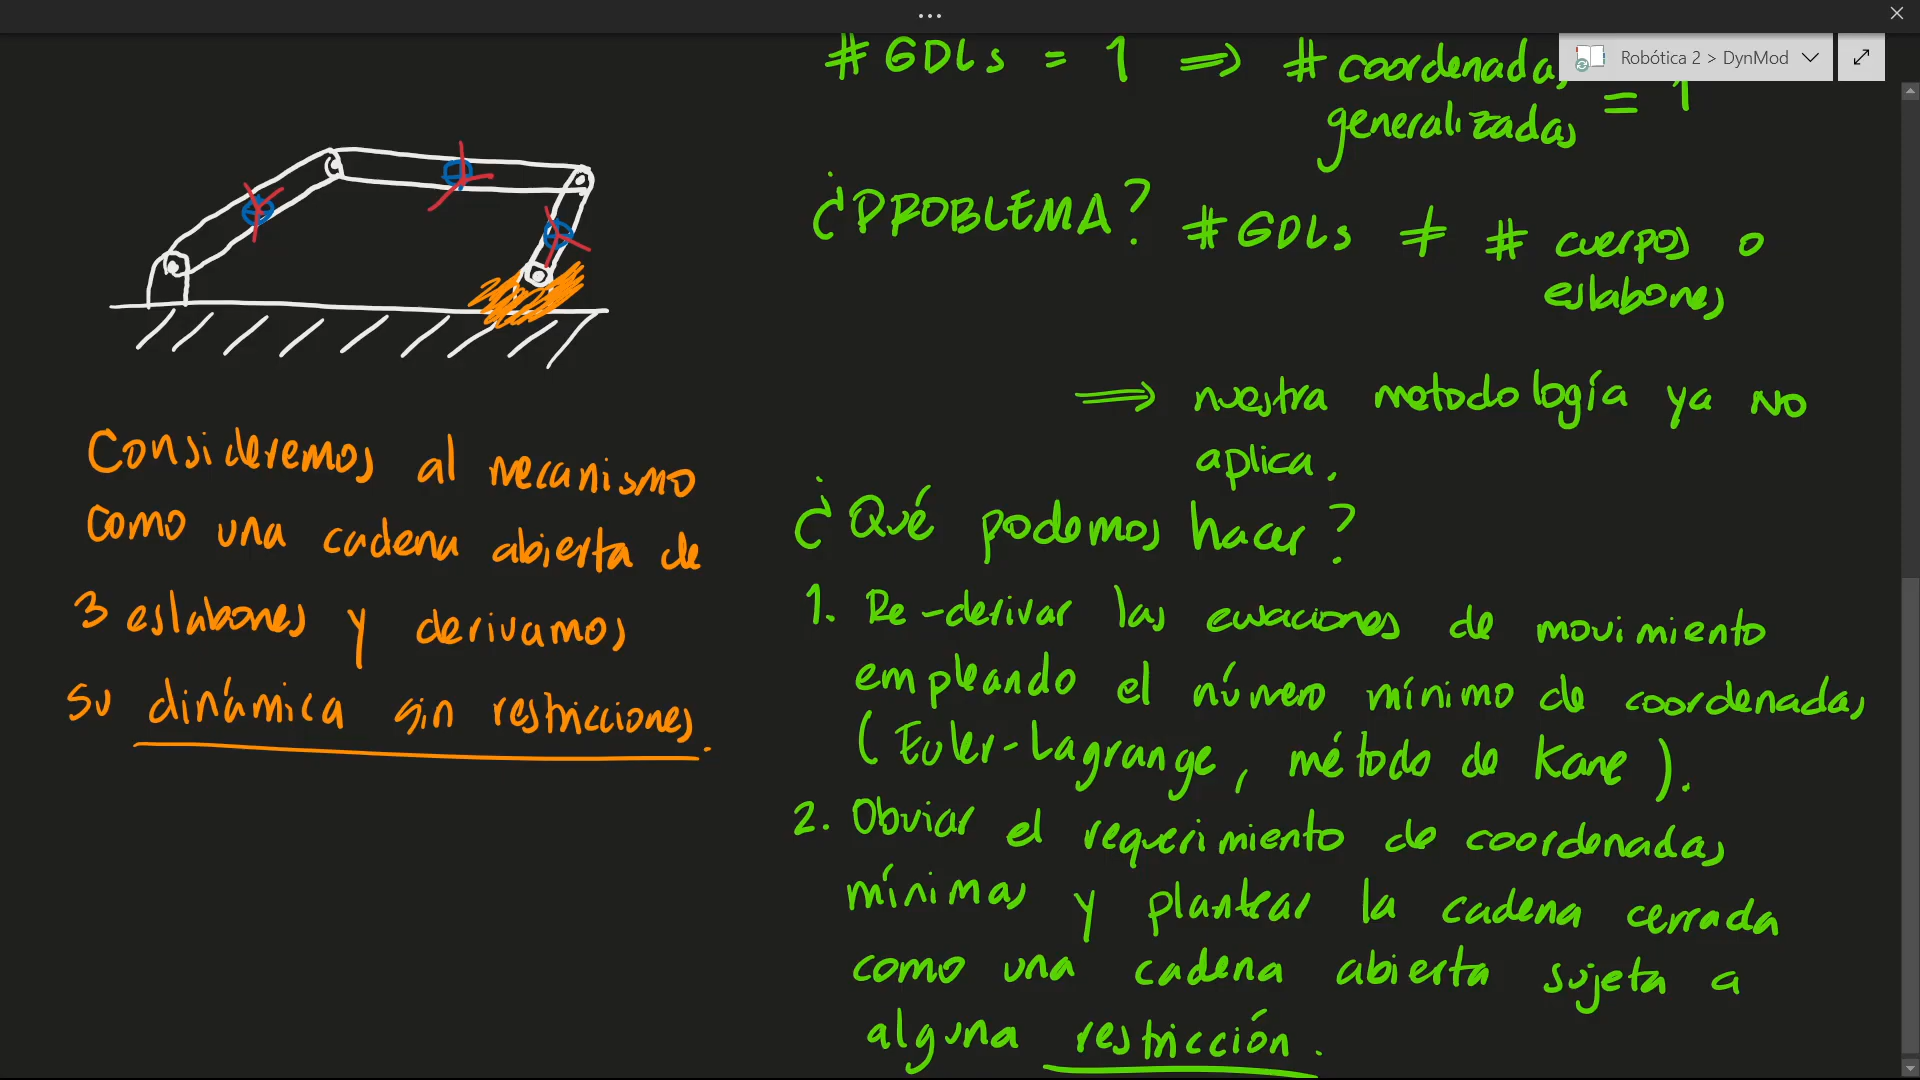 Robótica 2 > DynMod
#GDLs = 1 ⟹ # coordenadas
generalizadas = 1
¿PROBLEMA? #GDLs ≠ # cuerpos o
eslabones
⟹ nuestra metodología ya NO
aplica.
¿Qué podemos hacer?
1. Re-derivar las ecuaciones de movimiento
empleando el número mínimo de coordenadas
(Euler-Lagrange, método de Kane).
2. Obviar el requerimiento de coordenadas
mínimas y plantear la cadena cerrada
como una cadena abierta sujeta a
alguna restricción.
Consideremos al mecanismo
como una cadena abierta de
3 eslabones y derivamos
su dinámica sin restricciones.